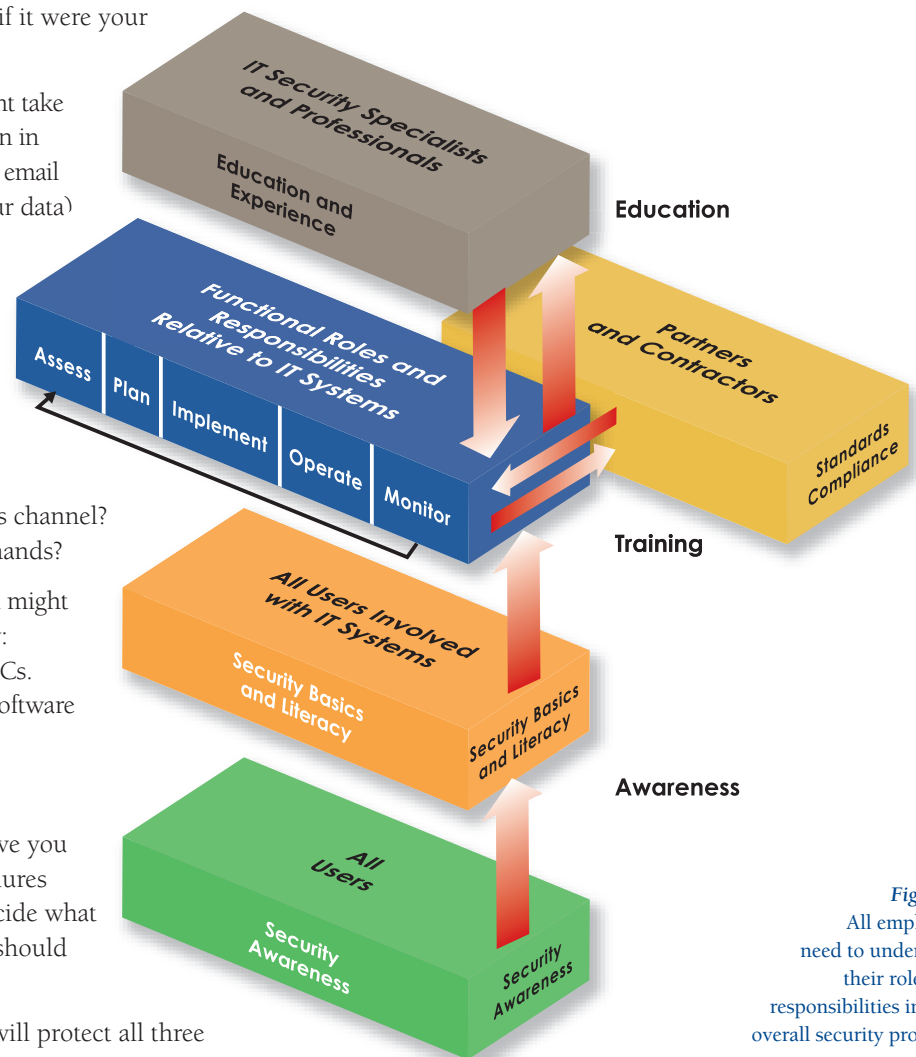 if it were your
nt take
n in
email
ur data)
s channel?
hands?
might
:
Cs.
oftware
ve you
ures
cide what
should
will protect all three
IT Security Specialists
and Professionals
Education and
Experience
Education
Functional Roles and
Responsibilities
Relative to IT Systems
Assess
Plan
Implement
Operate
Monitor
Partners
and Contractors
Standards
Compliance
Training
All Users Involved
with IT Systems
Security Basics
and Literacy
Security Basics
and Literacy
Awareness
All
Users
Security
Awareness
Security
Awareness
Fig
All empl
need to under
their role
responsibilities in
overall security pro